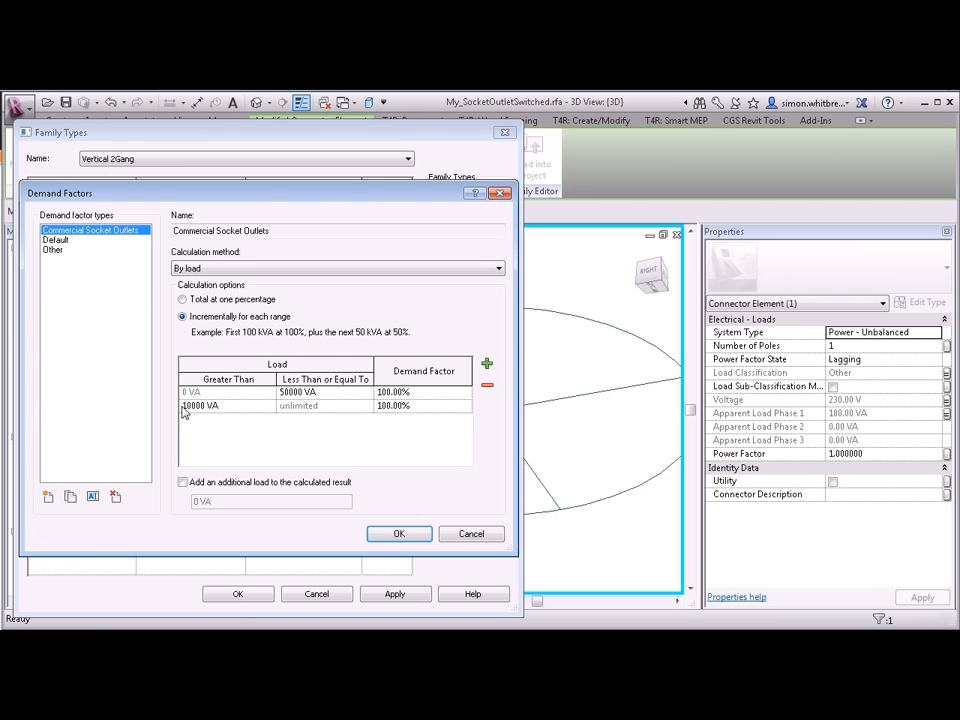 My_SocketOutletSwitched.rfa - 3D View: {3D}
simon.whitbre...
T4R: Create/Modify
T4R: Smart MEP
CGS Revit Tools
Add-Ins
Family Types
Name:
Vertical 2Gang
Family Types
Demand Factors
Demand factor types
Commercial Socket Outlets
Default
Other
Name:
Commercial Socket Outlets
Calculation method:
By load
Calculation options
Total at one percentage
Incrementally for each range
Example: First 100 kVA at 100%, plus the next 50 kVA at 50%.
Load
Demand Factor
Greater Than
Less Than or Equal To
0 VA
50000 VA
100.00%
10000 VA
unlimited
100.00%
Add an additional load to the calculated result
0 VA
OK
Cancel
OK
Cancel
Apply
Help
Ready
RIGHT
Properties
Connector Element (1)
Edit Type
Electrical - Loads
System Type
Power - Unbalanced
Number of Poles
1
Power Factor State
Lagging
Load Classification
Other
Load Sub-Classification M...
Voltage
230.00 V
Apparent Load Phase 1
180.00 VA
Apparent Load Phase 2
0.00 VA
Apparent Load Phase 3
0.00 VA
Power Factor
1.000000
Identity Data
Utility
Connector Description
Properties help
Apply
:1